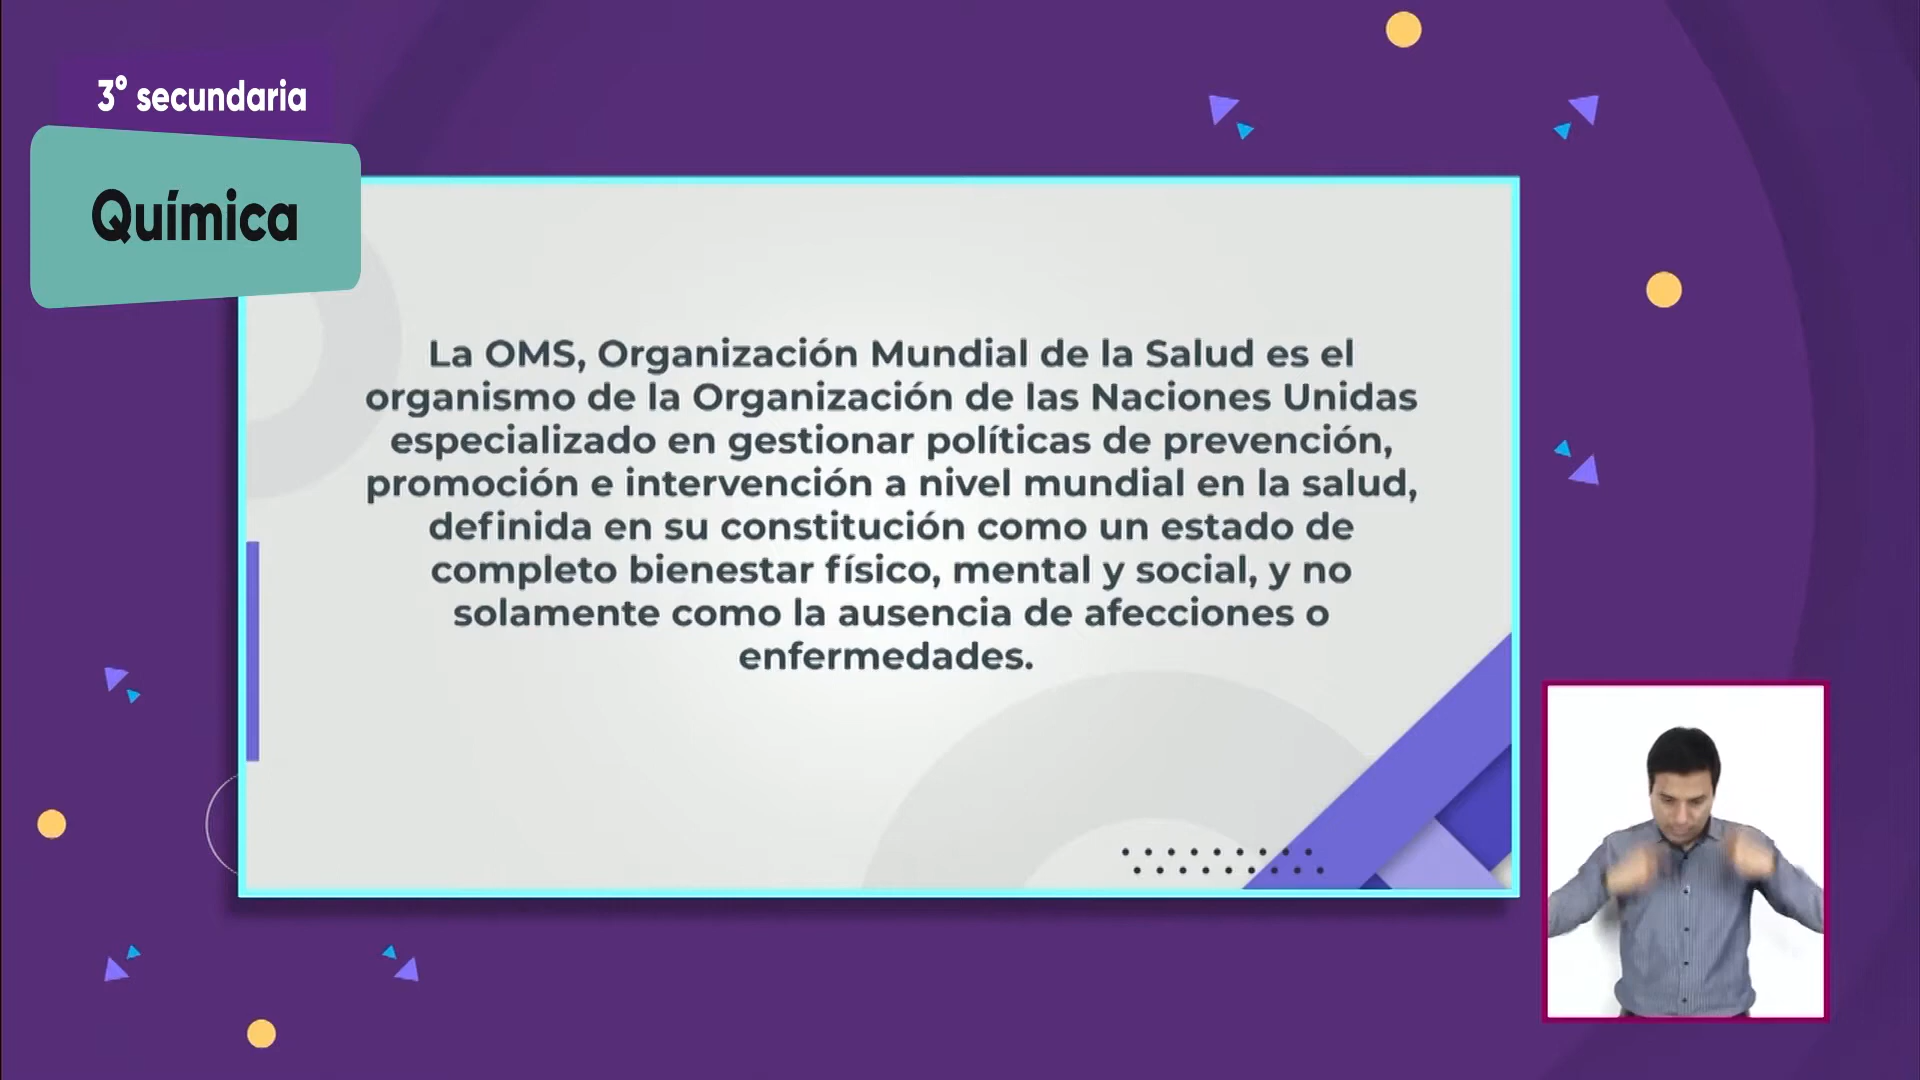 3° secundaria
Química
La OMS, Organización Mundial de la Salud es el
organismo de la Organización de las Naciones Unidas
especializado en gestionar políticas de prevención,
promoción e intervención a nivel mundial en la salud,
definida en su constitución como un estado de
completo bienestar físico, mental y social, y no
solamente como la ausencia de afecciones o
enfermedades.